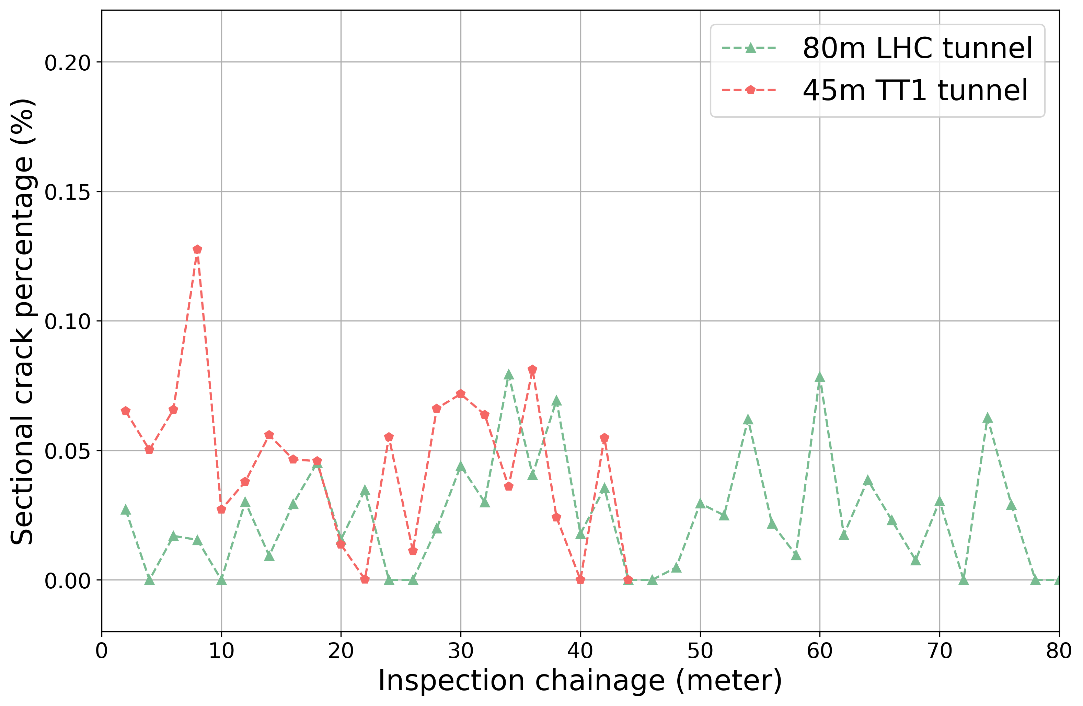 80m LHC tunnel
45m TT1 tunnel
Sectional crack percentage (%)
0.20
0.15
0.10
0.05
0.00
0 10 20 30 40 50 60 70 80
Inspection chainage (meter)